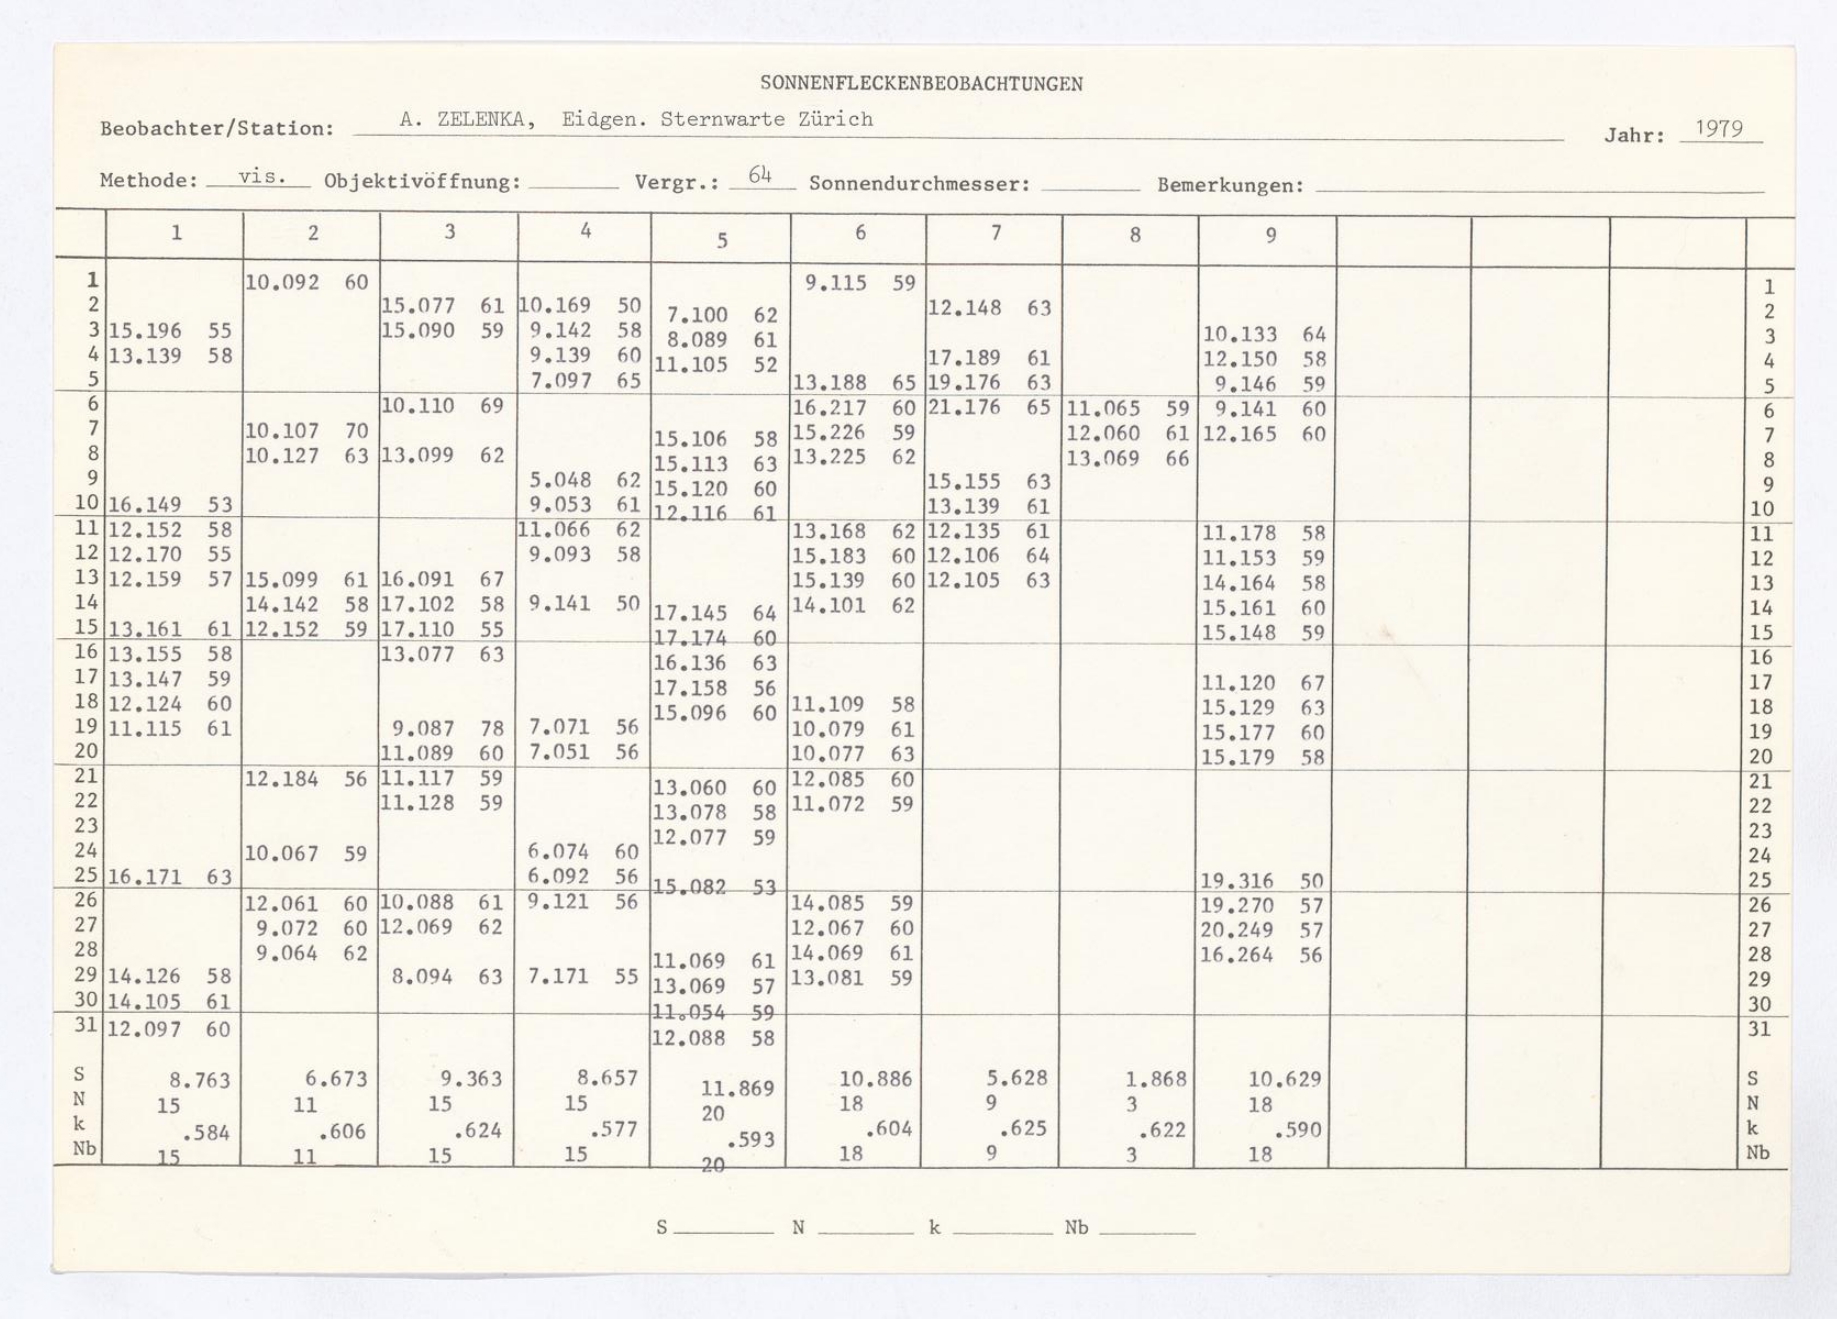 SONNENFLECKENBEOBACHTUNGEN
Beobachter/Station: A. ZELENKA, Eidgen. Sternwarte Zürich Jahr: 1979
Methode: vis. Objektivöffnung: Vergr.: 64 Sonnendurchmesser: Bemerkungen:
1 2 3 4 5 6 7 8 9
1 10.092 60 9.115 59 1
2 15.077 61 10.169 50 7.100 62 12.148 63 2
3 15.196 55 15.090 59 9.142 58 8.089 61 10.133 64 3
4 13.139 58 9.139 60 11.105 52 17.189 61 12.150 58 4
5 7.097 65 13.188 65 19.176 63 9.146 59 5
6 10.110 69 16.217 60 21.176 65 11.065 59 9.141 60 6
7 10.107 70 15.106 58 15.226 59 12.060 61 12.165 60 7
8 10.127 63 13.099 62 15.113 63 13.225 62 13.069 66 8
9 5.048 62 15.120 60 15.155 63 9
10 16.149 53 9.053 61 12.116 61 13.139 61 10
11 12.152 58 11.066 62 13.168 62 12.135 61 11.178 58 11
12 12.170 55 9.093 58 15.183 60 12.106 64 11.153 59 12
13 12.159 57 15.099 61 16.091 67 15.139 60 12.105 63 14.164 58 13
14 14.142 58 17.102 58 9.141 50 17.145 64 14.101 62 15.161 60 14
15 13.161 61 12.152 59 17.110 55 17.174 60 15.148 59 15
16 13.155 58 13.077 63 16.136 63 16
17 13.147 59 17.158 56 11.120 67 17
18 12.124 60 15.096 60 11.109 58 15.129 63 18
19 11.115 61 9.087 78 7.071 56 10.079 61 15.177 60 19
20 11.089 60 7.051 56 10.077 63 15.179 58 20
21 12.184 56 11.117 59 13.060 60 12.085 60 21
22 11.128 59 13.078 58 11.072 59 22
23 12.077 59 23
24 10.067 59 6.074 60 24
25 16.171 63 6.092 56 15.082 53 19.316 50 25
26 12.061 60 10.088 61 9.121 56 14.085 59 19.270 57 26
27 9.072 60 12.069 62 12.067 60 20.249 57 27
28 9.064 62 11.069 61 14.069 61 16.264 56 28
29 14.126 58 8.094 63 7.171 55 13.069 57 13.081 59 29
30 14.105 61 11.054 59 30
31 12.097 60 12.088 58 31
S 8.763 6.673 9.363 8.657 11.869 10.886 5.628 1.868 10.629 S
N 15 11 15 15 20 18 9 3 18 N
k .584 .606 .624 .577 .593 .604 .625 .622 .590 k
Nb 15 11 15 15 20 18 9 3 18 Nb
S N k Nb